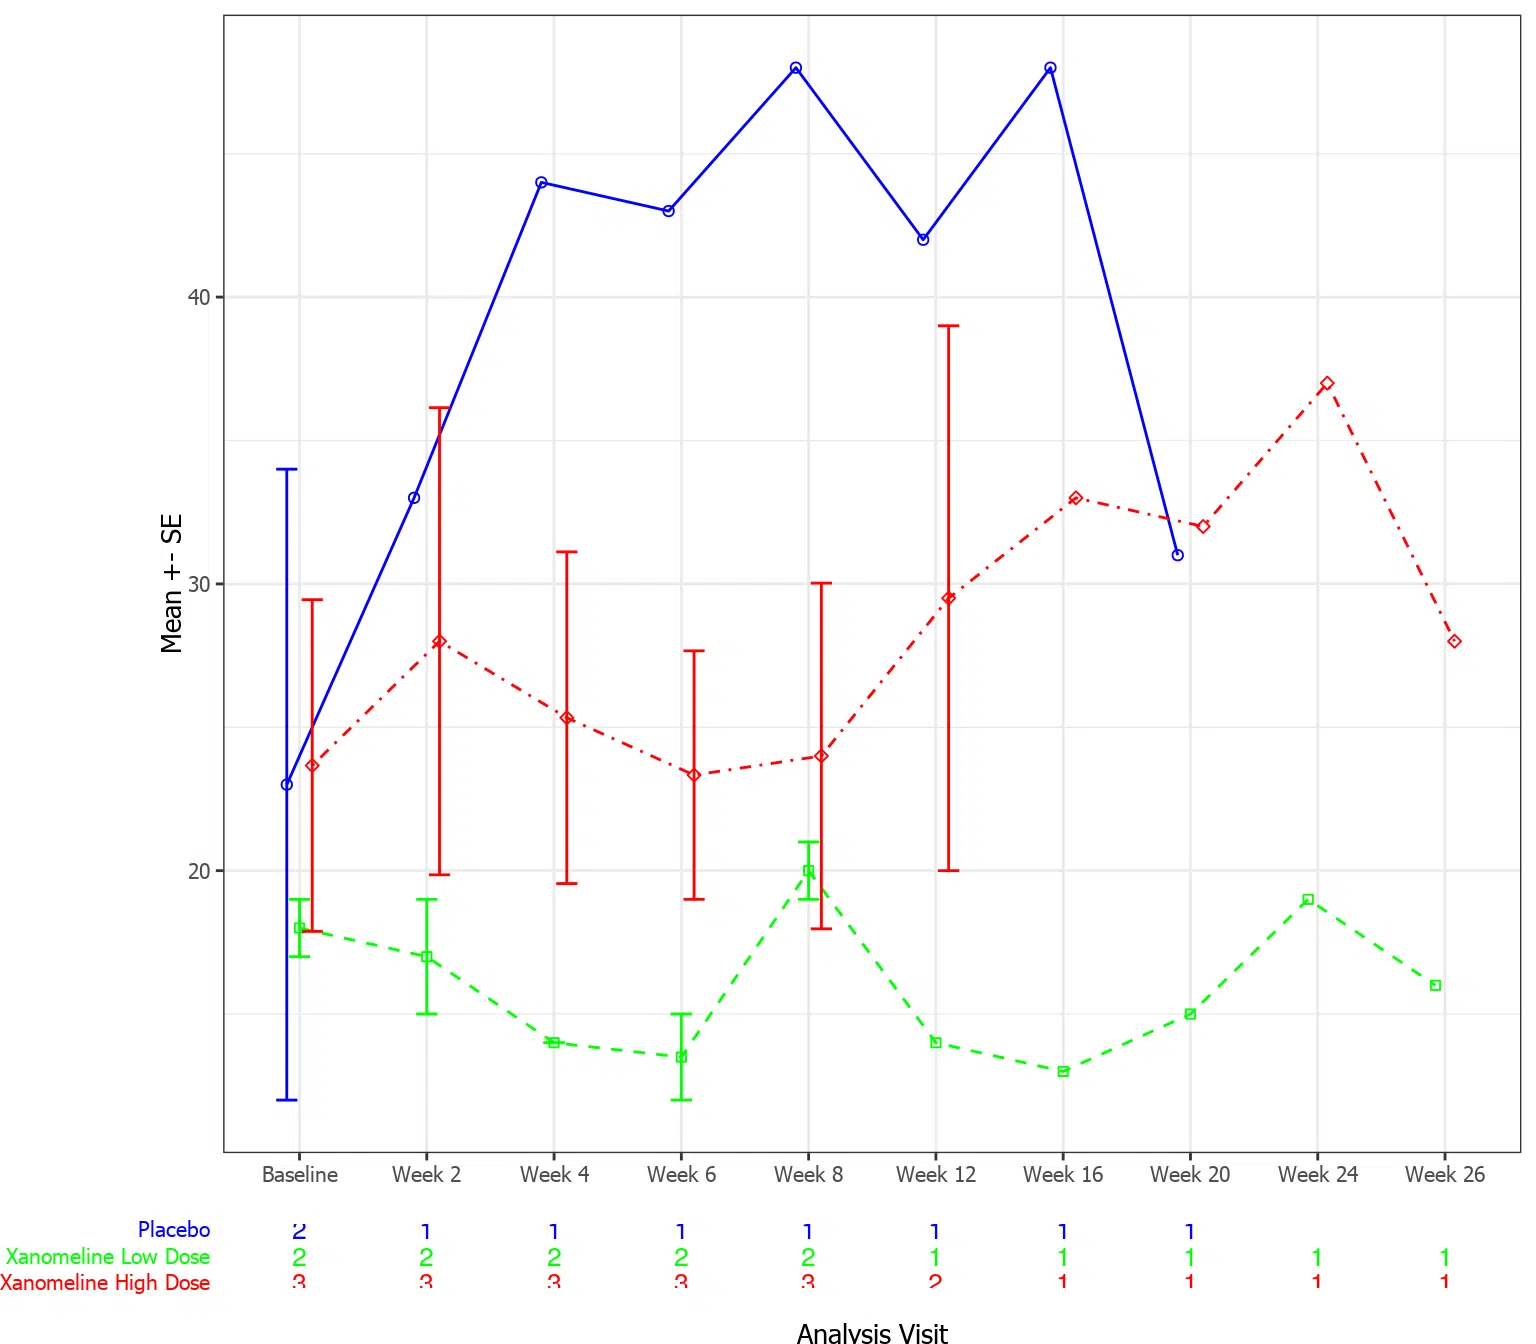 Mean +- SE
40
30
20
Baseline Week 2 Week 4 Week 6 Week 8 Week 12 Week 16 Week 20 Week 24 Week 26
Placebo 2 1 1 1 1 1 1 1
Xanomeline Low Dose 2 2 2 2 2 1 1 1 1 1
Xanomeline High Dose 3 3 3 3 3 2 1 1 1 1
Analysis Visit